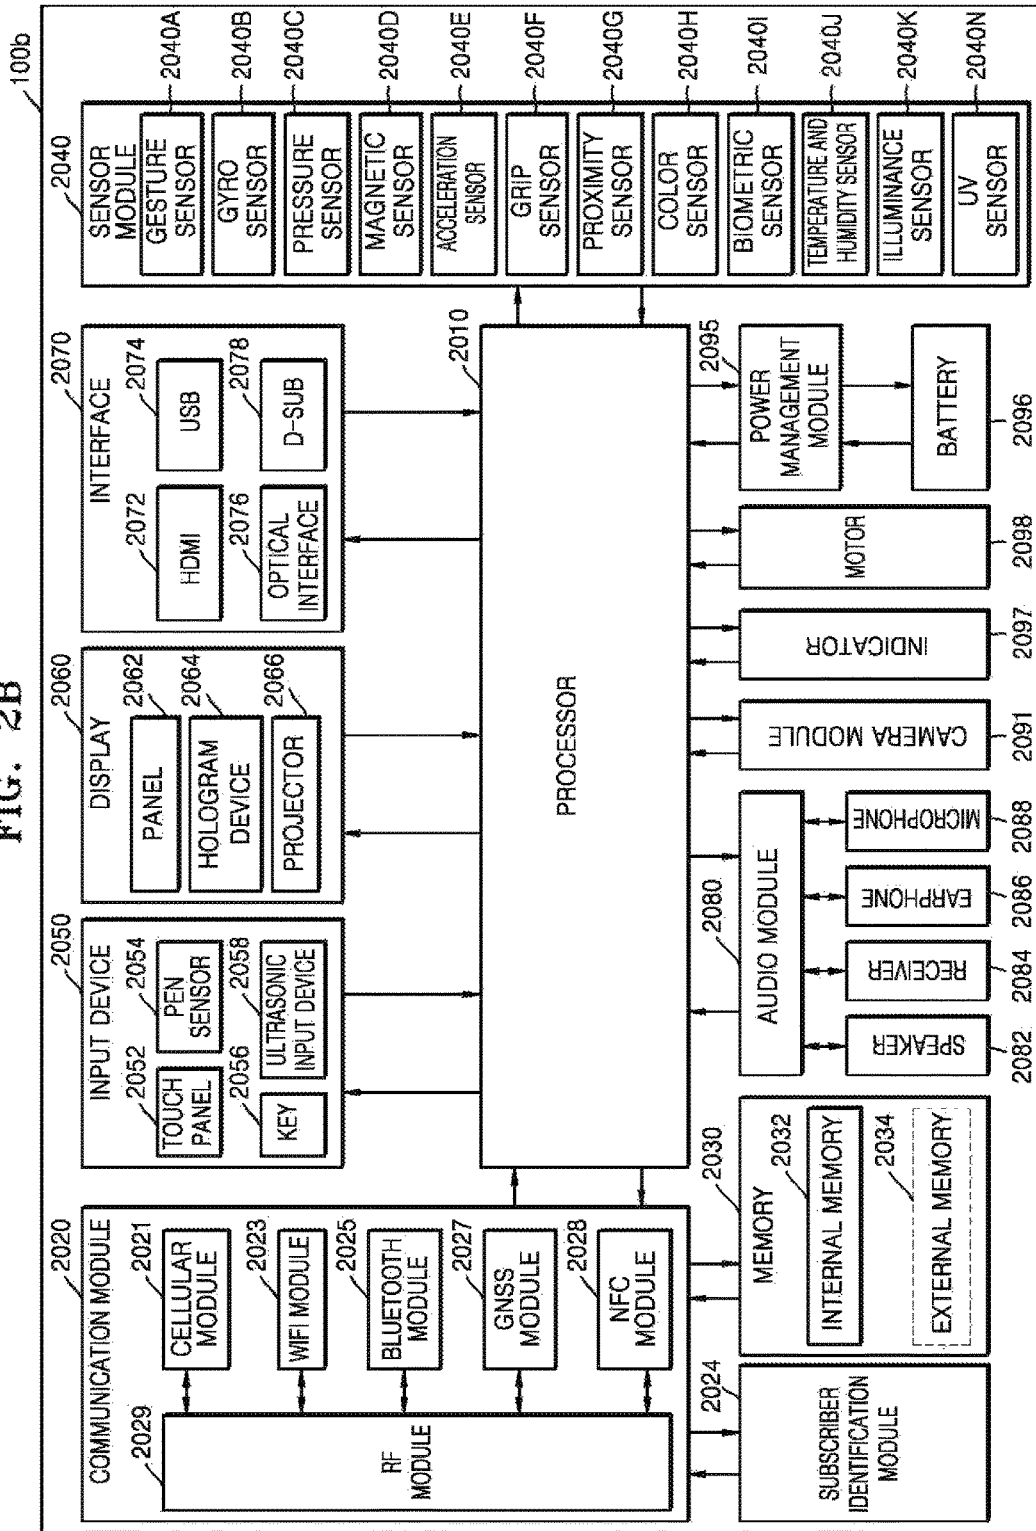 FIG. 2B
100b
2020
COMMUNICATION MODULE
2029
RF
MODULE
2021
CELLULAR
MODULE
2023
WIFI MODULE
2025
BLUETOOTH
MODULE
2027
GNSS
MODULE
2028
NFC
MODULE
2050
INPUT DEVICE
2052
TOUCH
PANEL
2054
PEN
SENSOR
2056
KEY
2058
ULTRASONIC
INPUT DEVICE
2060
DISPLAY
2062
PANEL
2064
HOLOGRAM
DEVICE
2066
PROJECTOR
2070
INTERFACE
2072
HDMI
2074
USB
2076
OPTICAL
INTERFACE
2078
D-SUB
2040
SENSOR
MODULE
GESTURE
SENSOR
2040A
GYRO
SENSOR
2040B
PRESSURE
SENSOR
2040C
MAGNETIC
SENSOR
2040D
ACCELERATION
SENSOR
2040E
GRIP
SENSOR
2040F
PROXIMITY
SENSOR
2040G
COLOR
SENSOR
2040H
BIOMETRIC
SENSOR
2040I
TEMPERATURE AND
HUMIDITY SENSOR
2040J
ILLUMINANCE
SENSOR
2040K
UV
SENSOR
2040N
2010
PROCESSOR
2024
SUBSCRIBER
IDENTIFICATION
MODULE
2030
MEMORY
2032
INTERNAL MEMORY
2034
EXTERNAL MEMORY
2080
AUDIO MODULE
SPEAKER
2082
RECEIVER
2084
EARPHONE
2086
MICROPHONE
2088
CAMERA MODULE
2091
INDICATOR
2097
MOTOR
2098
2095
POWER
MANAGEMENT
MODULE
BATTERY
2096